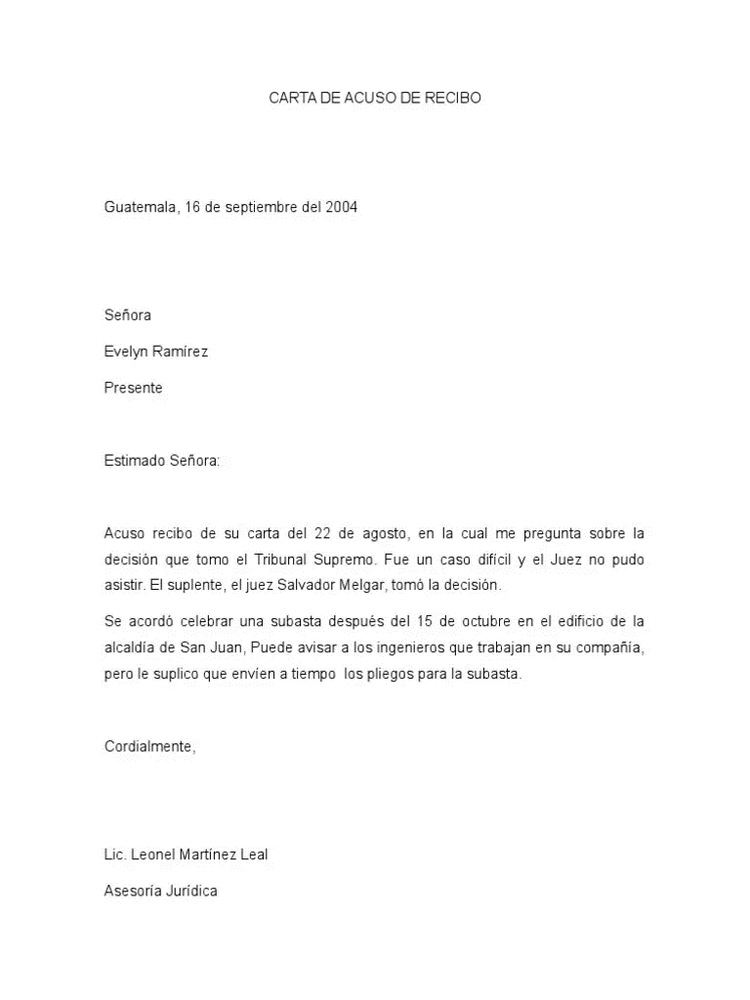 CARTA DE ACUSO DE RECIBO
Guatemala, 16 de septiembre del 2004
Señora
Evelyn Ramírez
Presente
Estimado Señora:
Acuso recibo de su carta del 22 de agosto, en la cual me pregunta sobre la
decisión que tomo el Tribunal Supremo. Fue un caso difícil y el Juez no pudo
asistir. El suplente, el juez Salvador Melgar, tomó la decisión.
Se acordó celebrar una subasta después del 15 de octubre en el edificio de la
alcaldía de San Juan, Puede avisar a los ingenieros que trabajan en su compañía,
pero le suplico que envíen a tiempo los pliegos para la subasta.
Cordialmente,
Lic. Leonel Martínez Leal
Asesoría Jurídica